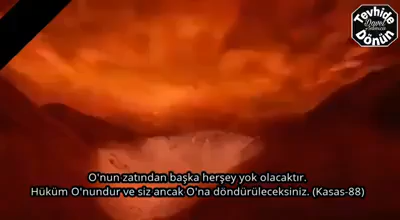 Tevhide
Davet
Dönün
O'nun zatından başka herşey yok olacaktır.
Hüküm O'nundur ve siz ancak O'na döndürüleceksiniz. (Kasas-88)